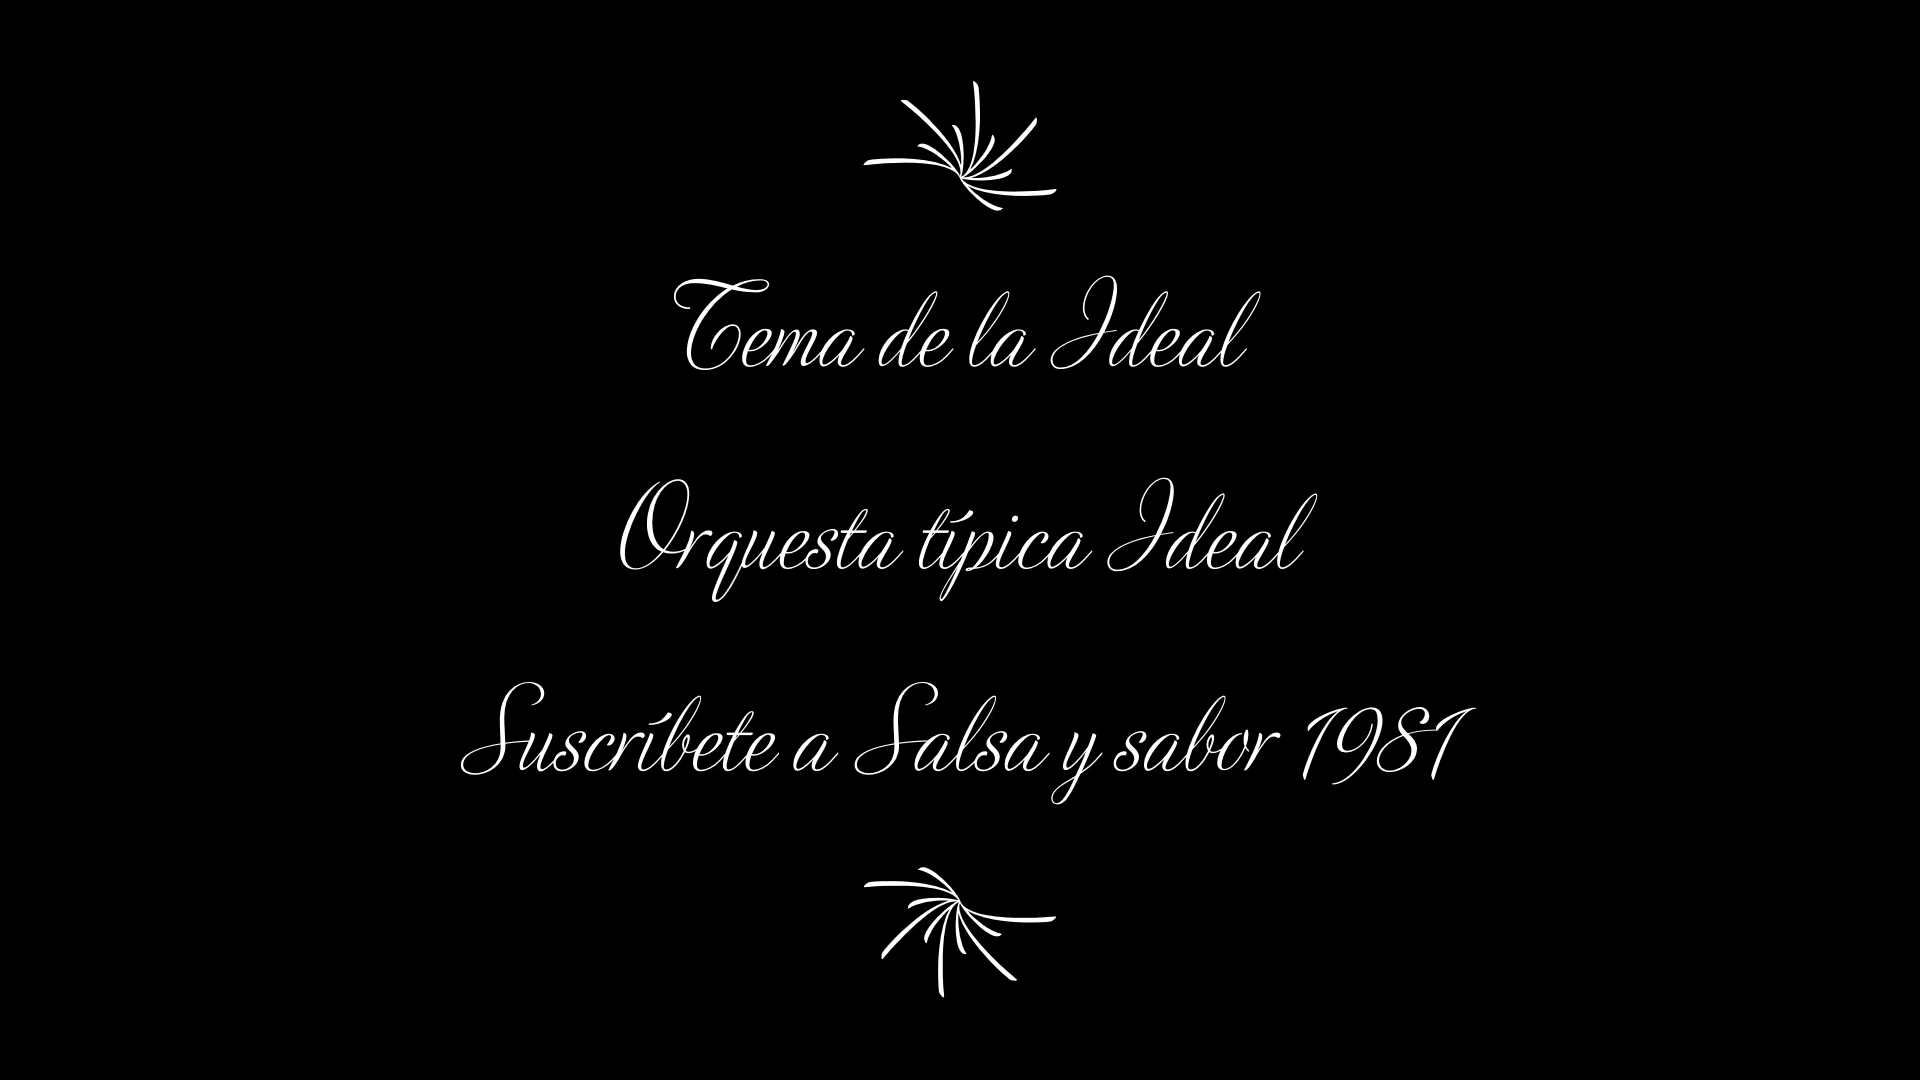 Tema de la Ideal
Orquesta típica Ideal
Suscríbete a Salsa y sabor 1981